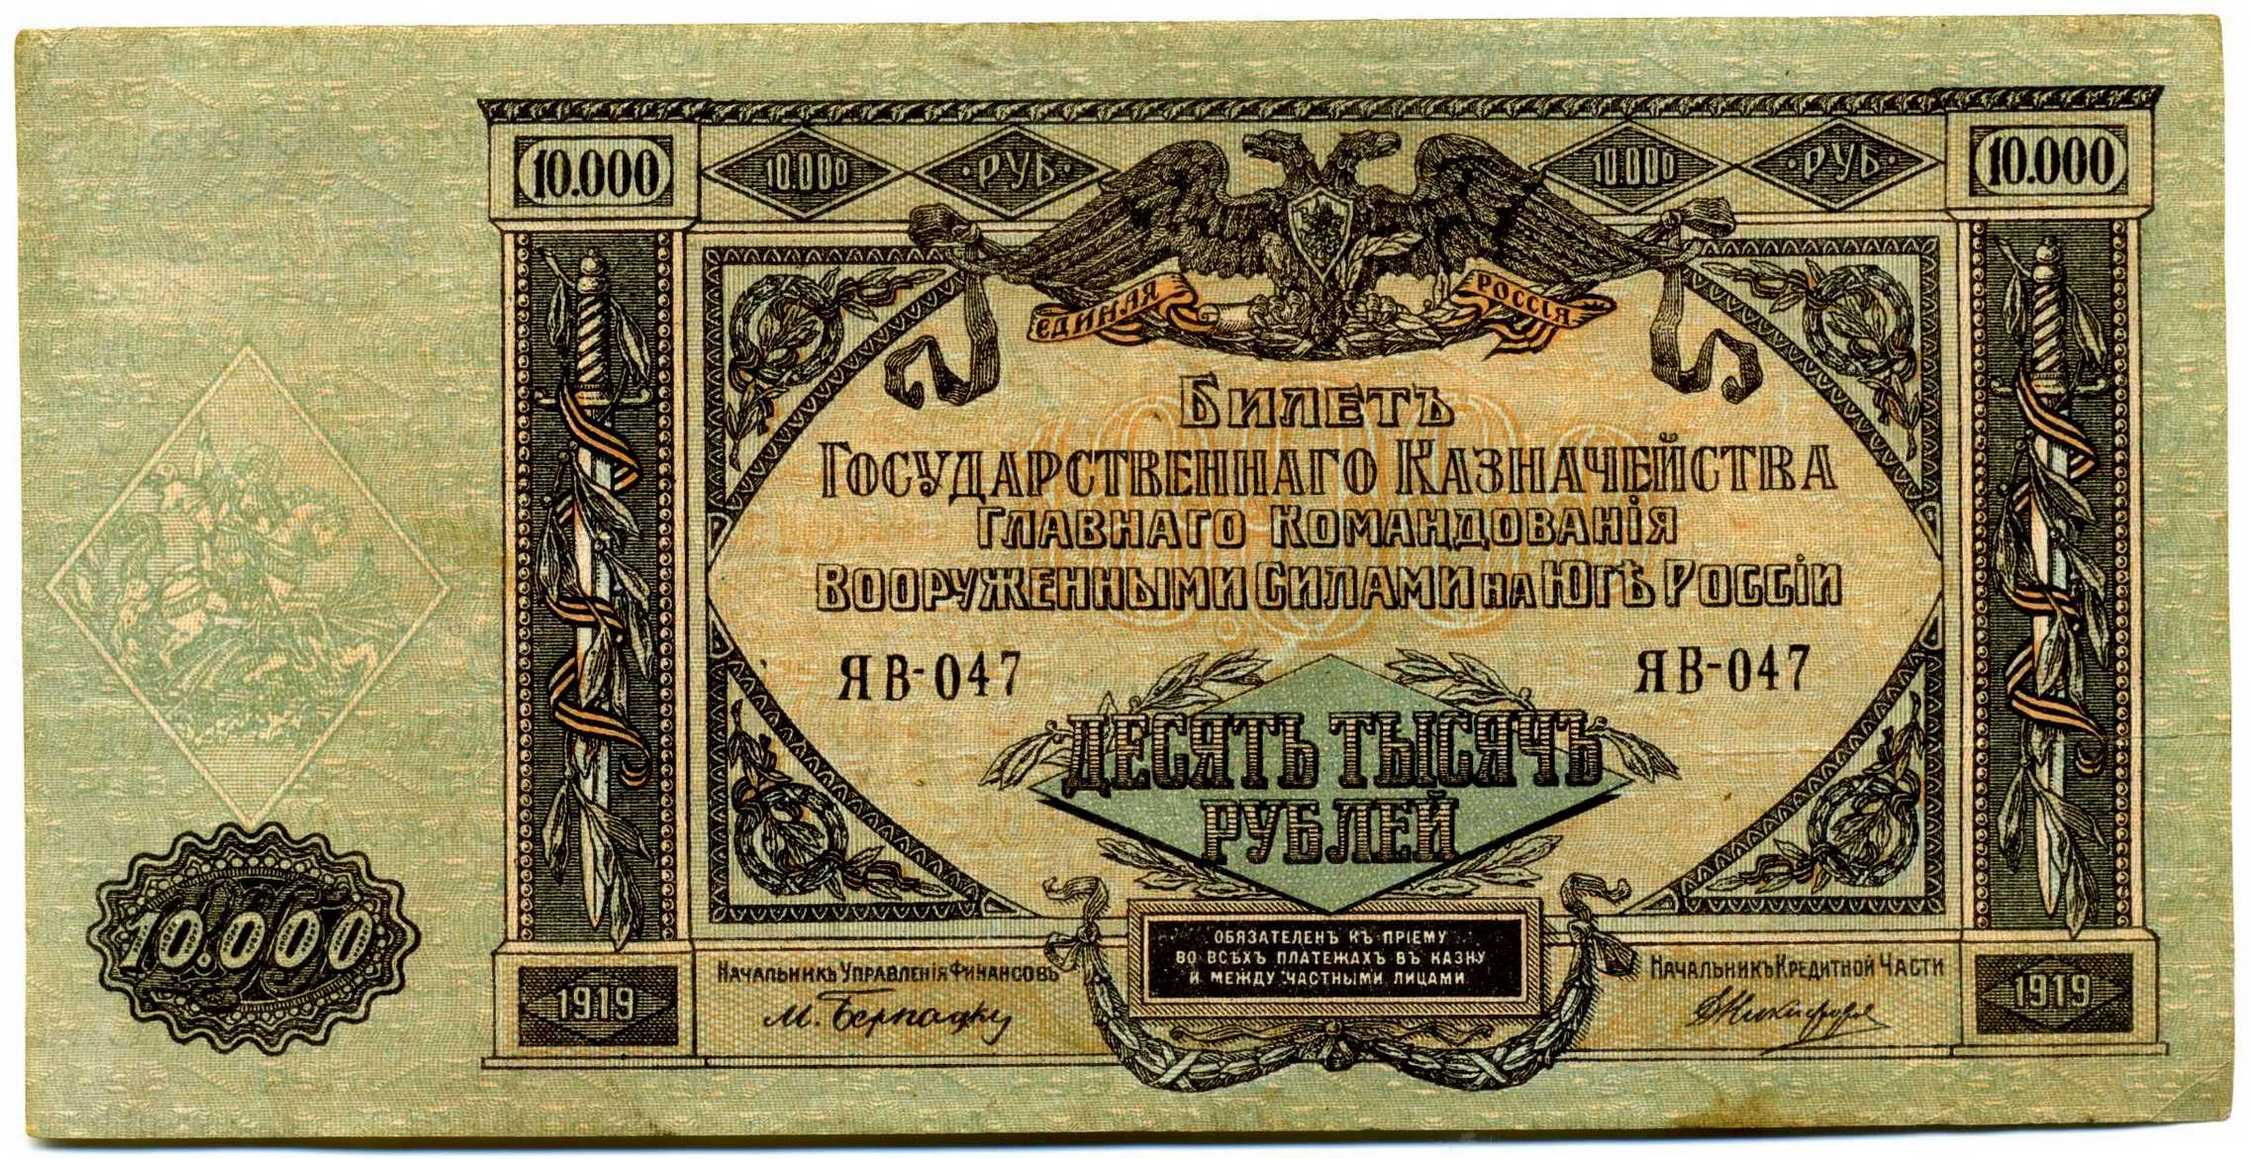 10.000 10.000 ·РУБ· 10.000 ·РУБ· 10.000
ЕДИНАЯ РОССІЯ
БИЛЕТЪ
ГОСУДАРСТВЕННАГО КАЗНАЧЕЙСТВА
ГЛАВНАГО КОМАНДОВАНІЯ
ВООРУЖЕННЫМИ СИЛАМИ НА ЮГѢ РОССІИ
ЯВ-047 ЯВ-047
ДЕСЯТЬ ТЫСЯЧЪ
РУБЛЕЙ
10.000
ОБЯЗАТЕЛЕНЪ КЪ ПРІЕМУ
ВО ВСѢХЪ ПЛАТЕЖАХЪ ВЪ КАЗНУ
И МЕЖДУ ЧАСТНЫМИ ЛИЦАМИ
НАЧАЛЬНИКЪ УПРАВЛЕНІЯ ФИНАНСОВЪ
М. Бернацкий
НАЧАЛЬНИКЪ КРЕДИТНОЙ ЧАСТИ
1919 1919